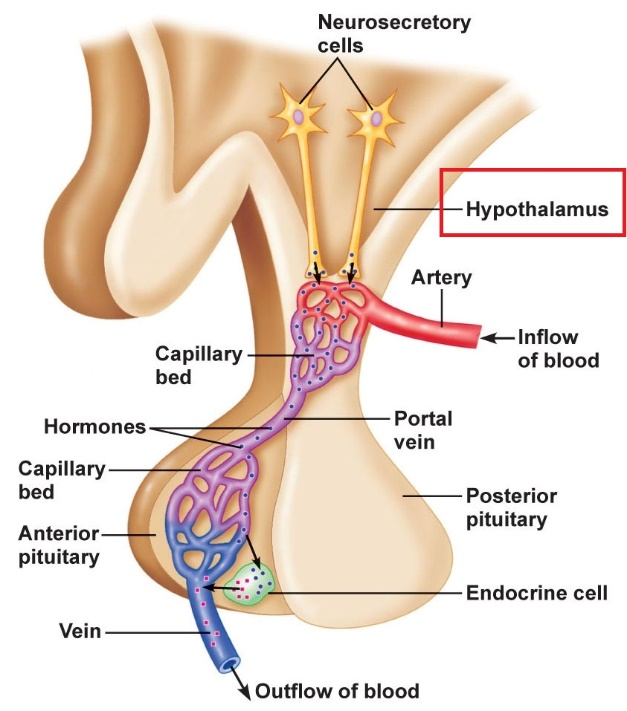 Neurosecretory
cells
Hypothalamus
Artery
Inflow
of blood
Capillary
bed
Hormones
Portal
vein
Capillary
bed
Posterior
pituitary
Anterior
pituitary
Endocrine cell
Vein
Outflow of blood